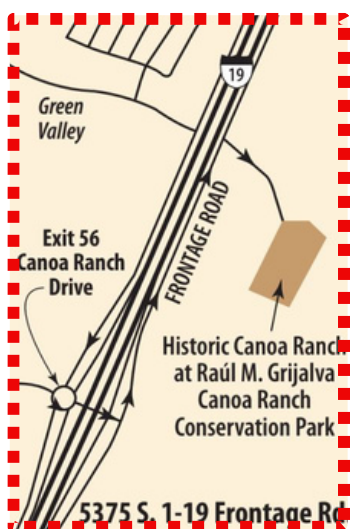 19
Green
Valley
FRONTAGE ROAD
Exit 56
Canoa Ranch
Drive
Historic Canoa Ranch
at Raúl M. Grijalva
Canoa Ranch
Conservation Park
5375 S. 1-19 Frontage Rd